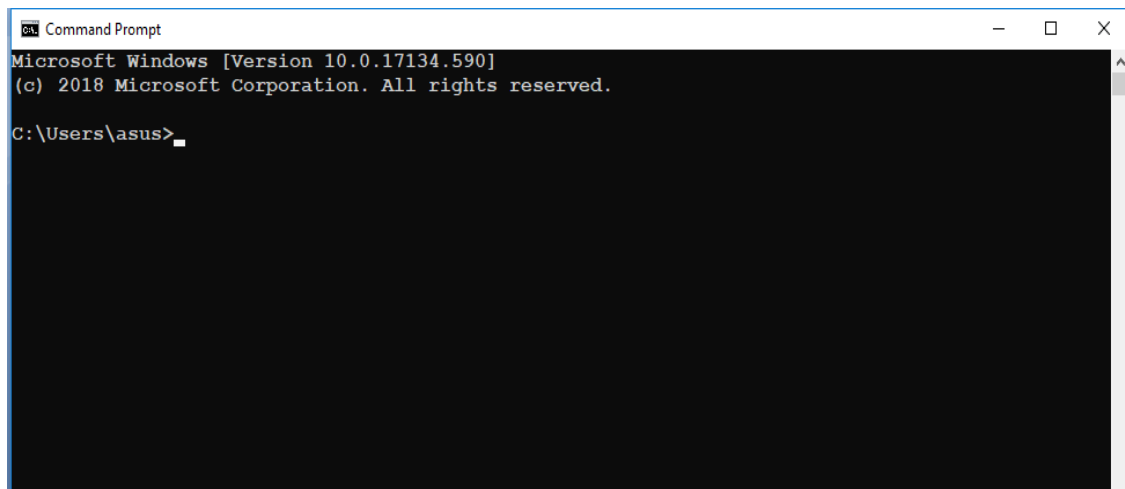 Command Prompt
Microsoft Windows [Version 10.0.17134.590]
(c) 2018 Microsoft Corporation. All rights reserved.
C:\Users\asus>